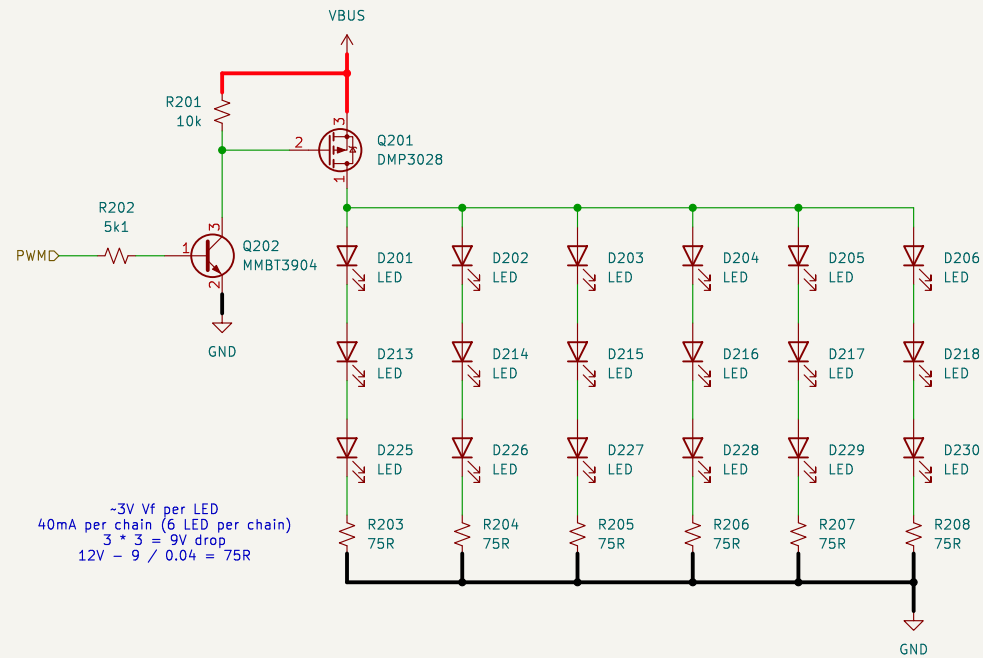 VBUS
R201
10k
3
2
Q201
DMP3028
1
R202
5k1
PWM
1
3
Q202
MMBT3904
2
GND
D201
LED
D202
LED
D203
LED
D204
LED
D205
LED
D206
LED
D213
LED
D214
LED
D215
LED
D216
LED
D217
LED
D218
LED
D225
LED
D226
LED
D227
LED
D228
LED
D229
LED
D230
LED
~3V Vf per LED
40mA per chain (6 LED per chain)
3 * 3 = 9V drop
12V - 9 / 0.04 = 75R
R203
75R
R204
75R
R205
75R
R206
75R
R207
75R
R208
75R
GND